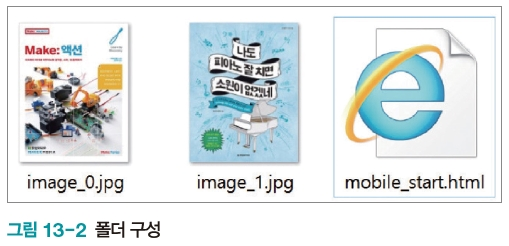 Make: 액션
나도
피아노 잘 치면
소원이 없겠네
image_0.jpg
image_1.jpg
mobile_start.html
그림 13-2 폴더 구성